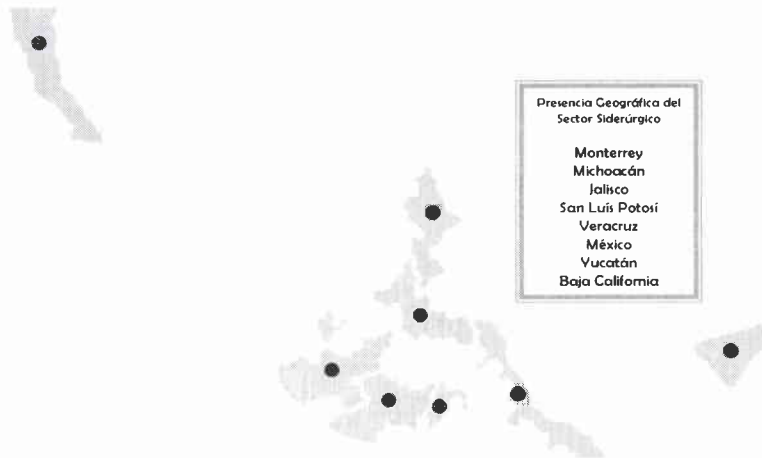 Presencia Geográfica del
Sector Siderúrgico
Monterrey
Michoacán
Jalisco
San Luís Potosí
Veracruz
México
Yucatán
Baja California